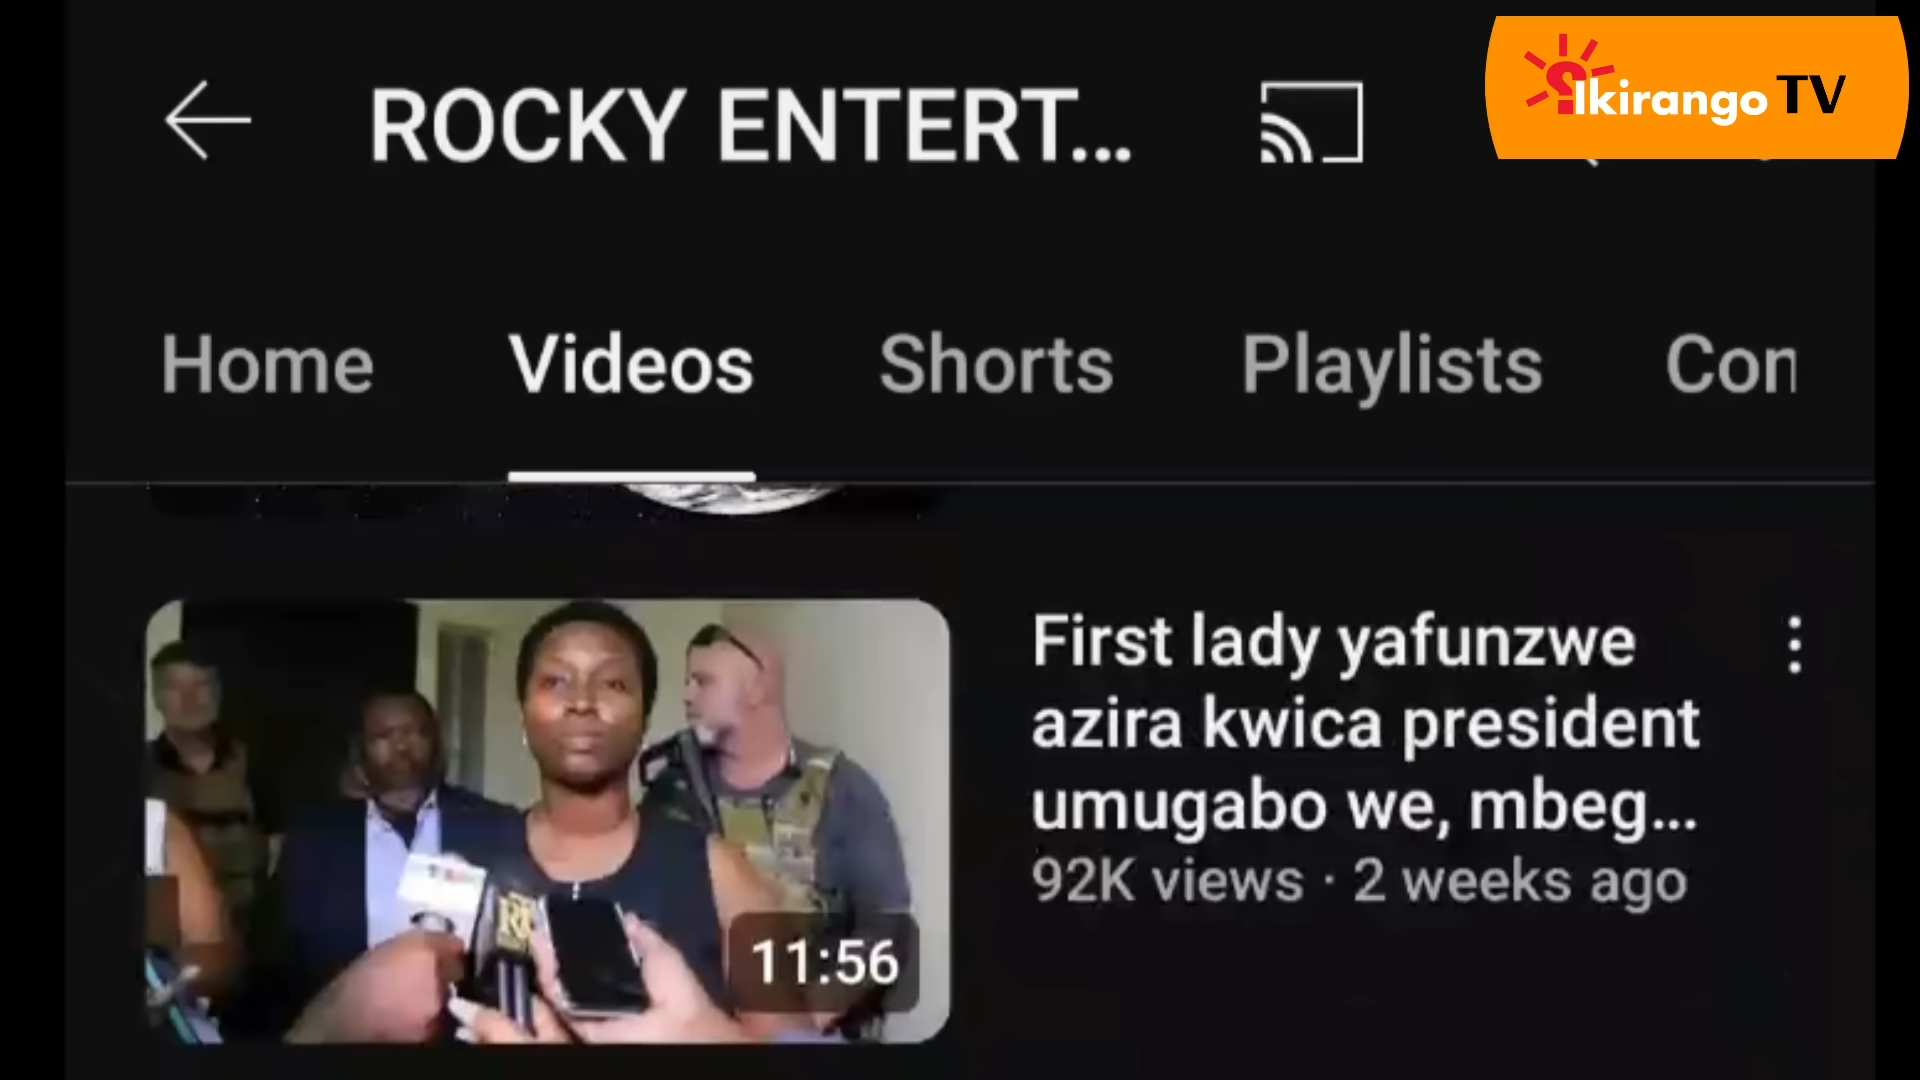 ROCKY ENTERT...
Ikirango TV
Home Videos Shorts Playlists Con
First lady yafunzwe
azira kwica president
umugabo we, mbeg...
92K views · 2 weeks ago
11:56